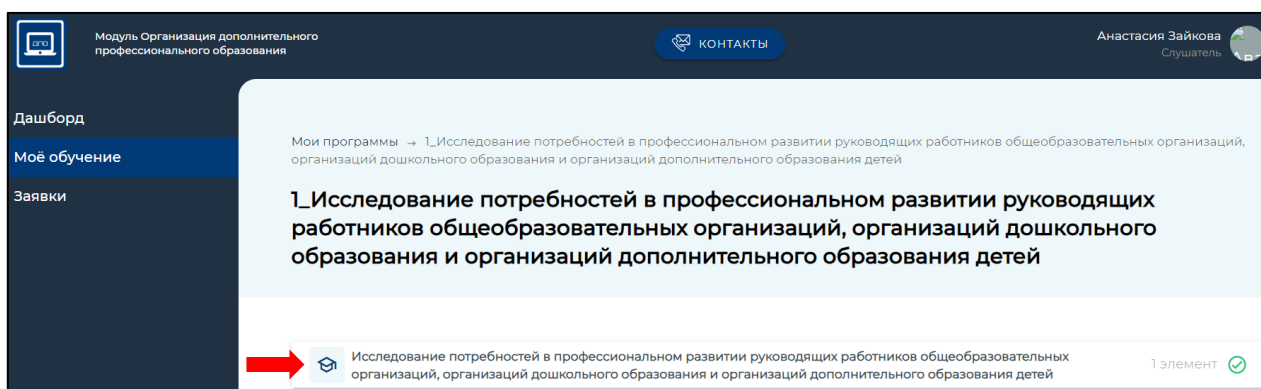 дпо
Модуль Организация дополнительного
профессионального образования
КОНТАКТЫ
Анастасия Зайкова
Слушатель
Дашборд
Моё обучение
Заявки
Мои программы → 1_Исследование потребностей в профессиональном развитии руководящих работников общеобразовательных организаций,
организаций дошкольного образования и организаций дополнительного образования детей
1_Исследование потребностей в профессиональном развитии руководящих
работников общеобразовательных организаций, организаций дошкольного
образования и организаций дополнительного образования детей
Исследование потребностей в профессиональном развитии руководящих работников общеобразовательных
организаций, организаций дошкольного образования и организаций дополнительного образования детей
1 элемент